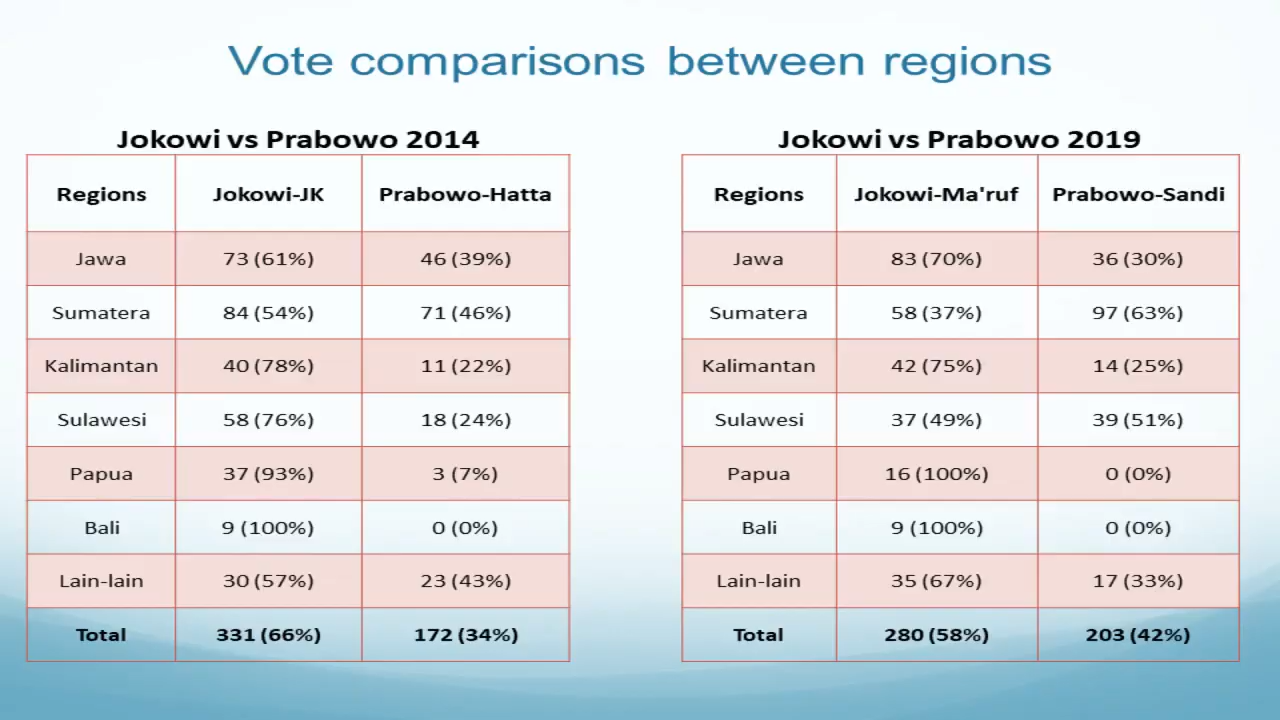 Vote comparisons between regions
Jokowi vs Prabowo 2014
Regions Jokowi-JK Prabowo-Hatta
Jawa 73 (61%) 46 (39%)
Sumatera 84 (54%) 71 (46%)
Kalimantan 40 (78%) 11 (22%)
Sulawesi 58 (76%) 18 (24%)
Papua 37 (93%) 3 (7%)
Bali 9 (100%) 0 (0%)
Lain-lain 30 (57%) 23 (43%)
Total 331 (66%) 172 (34%)
Jokowi vs Prabowo 2019
Regions Jokowi-Ma'ruf Prabowo-Sandi
Jawa 83 (70%) 36 (30%)
Sumatera 58 (37%) 97 (63%)
Kalimantan 42 (75%) 14 (25%)
Sulawesi 37 (49%) 39 (51%)
Papua 16 (100%) 0 (0%)
Bali 9 (100%) 0 (0%)
Lain-lain 35 (67%) 17 (33%)
Total 280 (58%) 203 (42%)